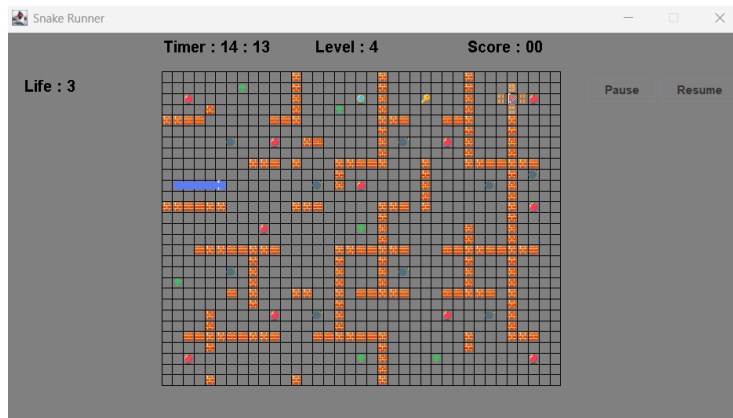 Snake Runner
Timer : 14 : 13 Level : 4 Score : 00
Life : 3
Pause Resume